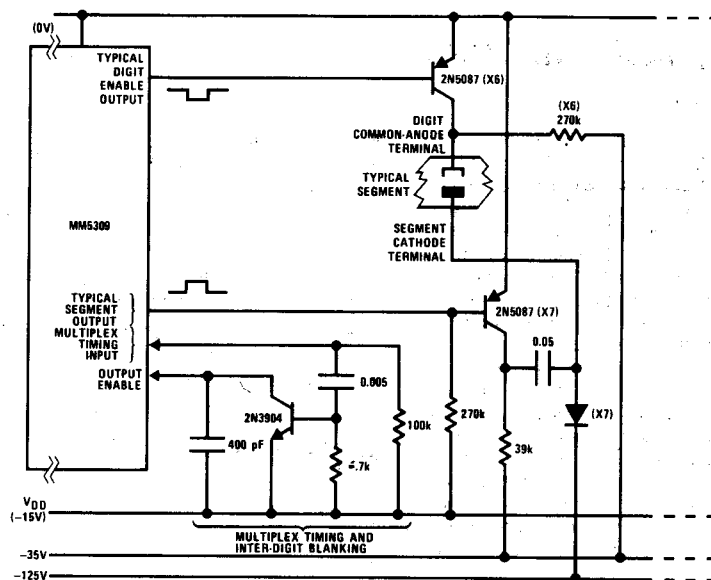 (0V)
TYPICAL
DIGIT
ENABLE
OUTPUT
2N5087 (X6)
DIGIT
COMMON-ANODE
TERMINAL
(X6)
270k
TYPICAL
SEGMENT
MM5309
SEGMENT
CATHODE
TERMINAL
TYPICAL
SEGMENT
OUTPUT
2N5087 (X7)
MULTIPLEX
TIMING
INPUT
0.05
OUTPUT
ENABLE
0.005
2N3904
100k
270k
(X7)
400 pF
39k
VDD
(-15V)
MULTIPLEX TIMING AND
INTER-DIGIT BLANKING
-35V
-125V